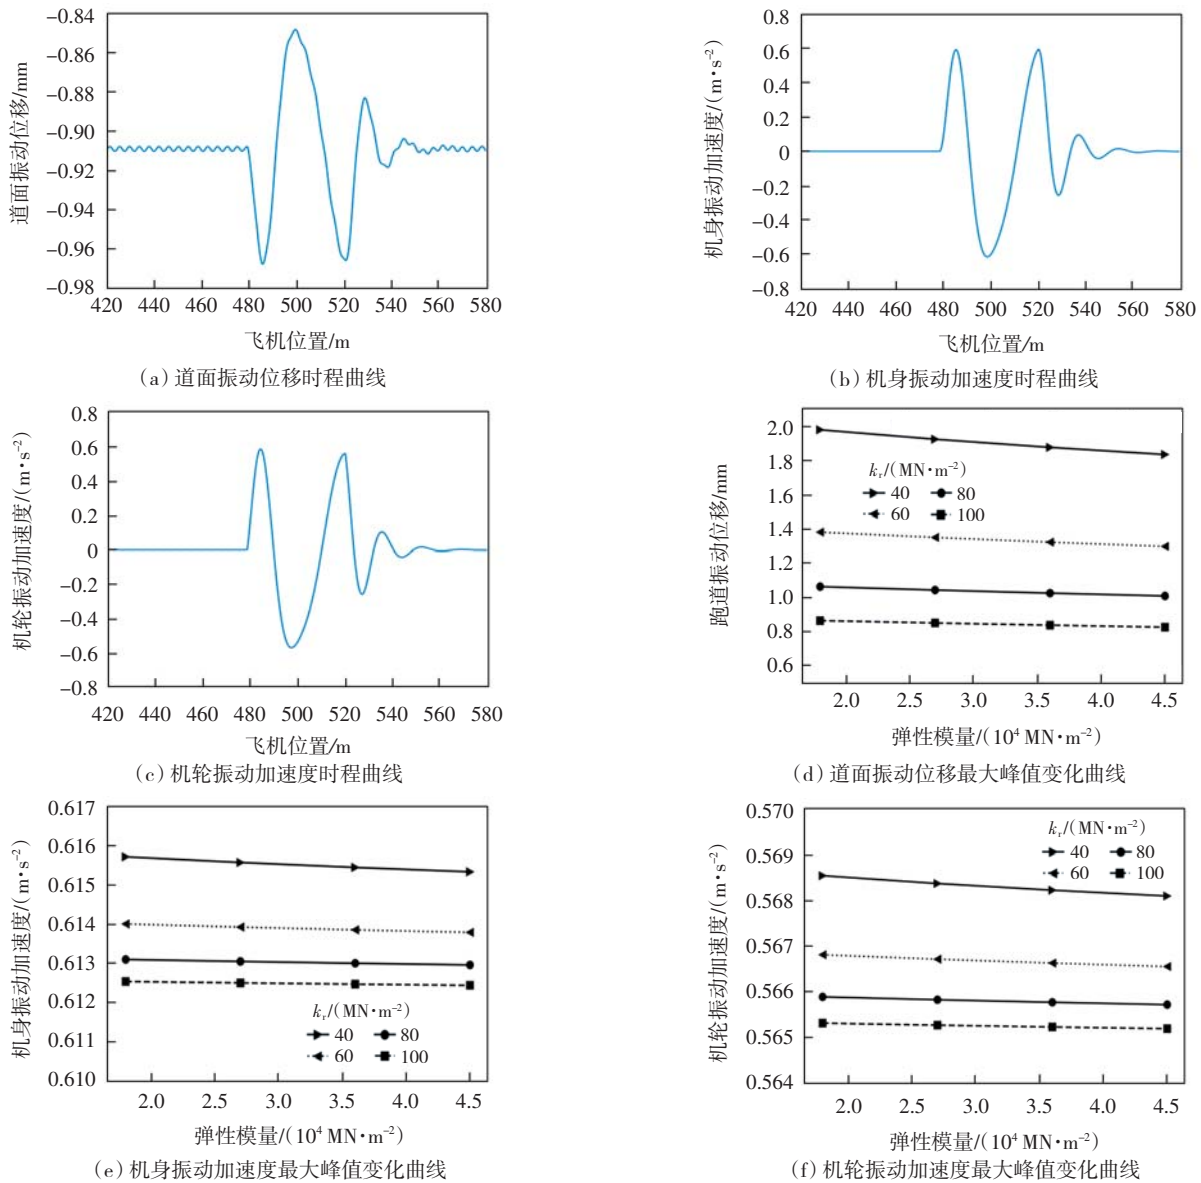 -0.84
-0.86
-0.88
-0.90
-0.92
-0.94
-0.96
-0.98
道面振动位移/mm
420 440 460 480 500 520 540 560 580
飞机位置/m
(a) 道面振动位移时程曲线
0.8
0.6
0.4
0.2
0
-0.2
-0.4
-0.6
-0.8
机身振动加速度/(m·s⁻²)
420 440 460 480 500 520 540 560 580
飞机位置/m
(b) 机身振动加速度时程曲线
0.8
0.6
0.4
0.2
0
-0.2
-0.4
-0.6
-0.8
机轮振动加速度/(m·s⁻²)
420 440 460 480 500 520 540 560 580
飞机位置/m
(c) 机轮振动加速度时程曲线
2.0
1.8
1.6
1.4
1.2
1.0
0.8
0.6
跑道振动位移/mm
kᵣ/(MN·m⁻²)
40 80
60 100
2.0 2.5 3.0 3.5 4.0 4.5
弹性模量/(10⁴ MN·m⁻²)
(d) 道面振动位移最大峰值变化曲线
0.617
0.616
0.615
0.614
0.613
0.612
0.611
0.610
机身振动加速度/(m·s⁻²)
kᵣ/(MN·m⁻²)
40 80
60 100
2.0 2.5 3.0 3.5 4.0 4.5
弹性模量/(10⁴ MN·m⁻²)
(e) 机身振动加速度最大峰值变化曲线
0.570
0.569
0.568
0.567
0.566
0.565
0.564
机轮振动加速度/(m·s⁻²)
kᵣ/(MN·m⁻²)
40 80
60 100
2.0 2.5 3.0 3.5 4.0 4.5
弹性模量/(10⁴ MN·m⁻²)
(f) 机轮振动加速度最大峰值变化曲线